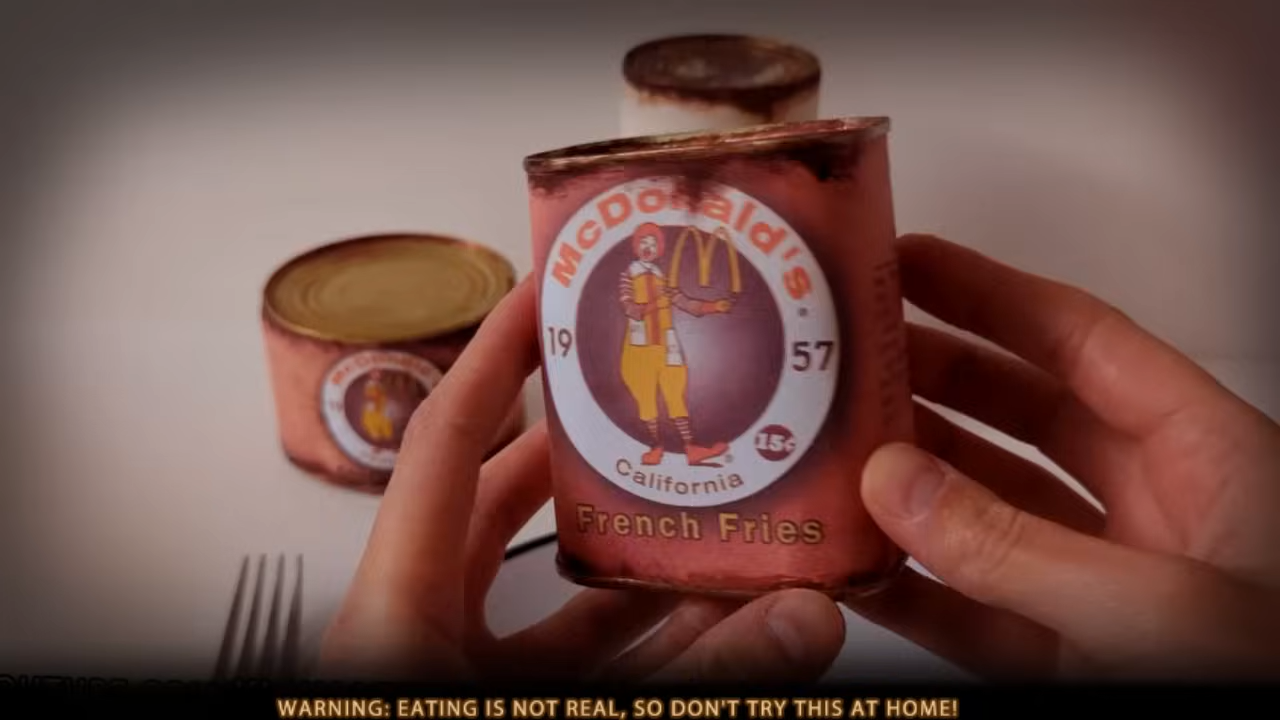 McDonald's
19 57
15¢
California
French Fries
WARNING: EATING IS NOT REAL, SO DON'T TRY THIS AT HOME!